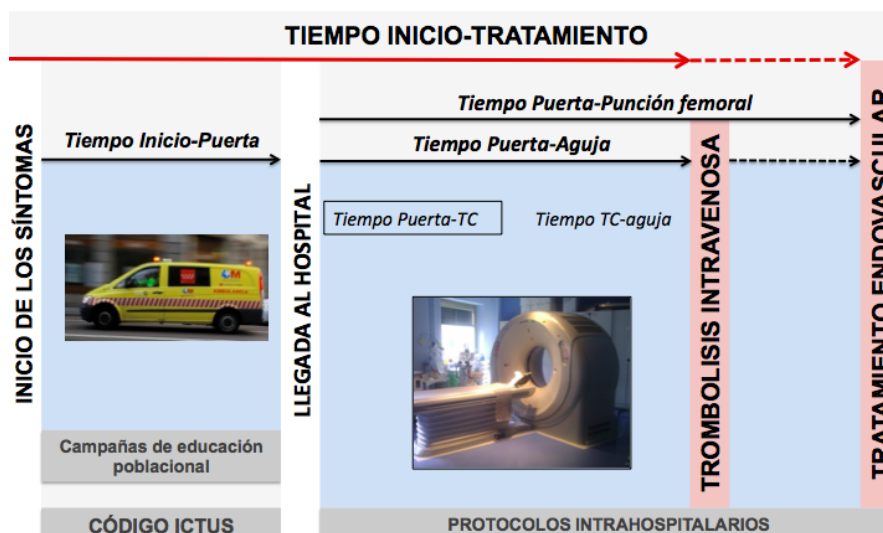 TIEMPO INICIO-TRATAMIENTO
Tiempo Puerta-Punción femoral
Tiempo Inicio-Puerta
Tiempo Puerta-Aguja
INICIO DE LOS SÍNTOMAS
LLEGADA AL HOSPITAL
Tiempo Puerta-TC
Tiempo TC-aguja
TROMBOLISIS INTRAVENOSA
TRATAMIENTO ENDOVASCULAR
Campañas de educación
poblacional
CÓDIGO ICTUS
PROTOCOLOS INTRAHOSPITALARIOS